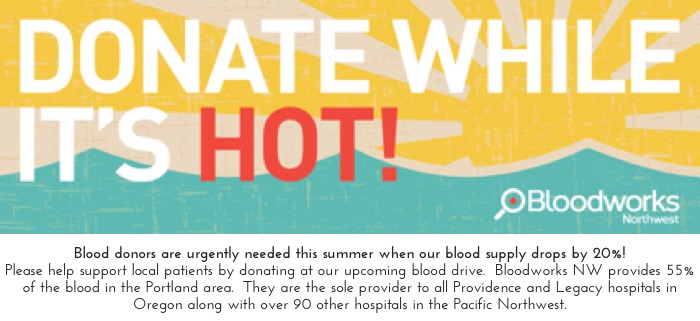 DONATE WHILE
IT'S HOT!
Bloodworks
Northwest
Blood donors are urgently needed this summer when our blood supply drops by 20%!
Please help support local patients by donating at our upcoming blood drive. Bloodworks NW provides 55%
of the blood in the Portland area. They are the sole provider to all Providence and Legacy hospitals in
Oregon along with over 90 other hospitals in the Pacific Northwest.